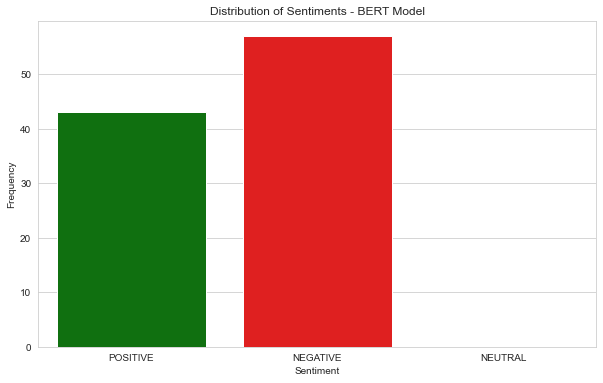 Distribution of Sentiments - BERT Model
Frequency
50
40
30
20
10
0
POSITIVE NEGATIVE NEUTRAL
Sentiment